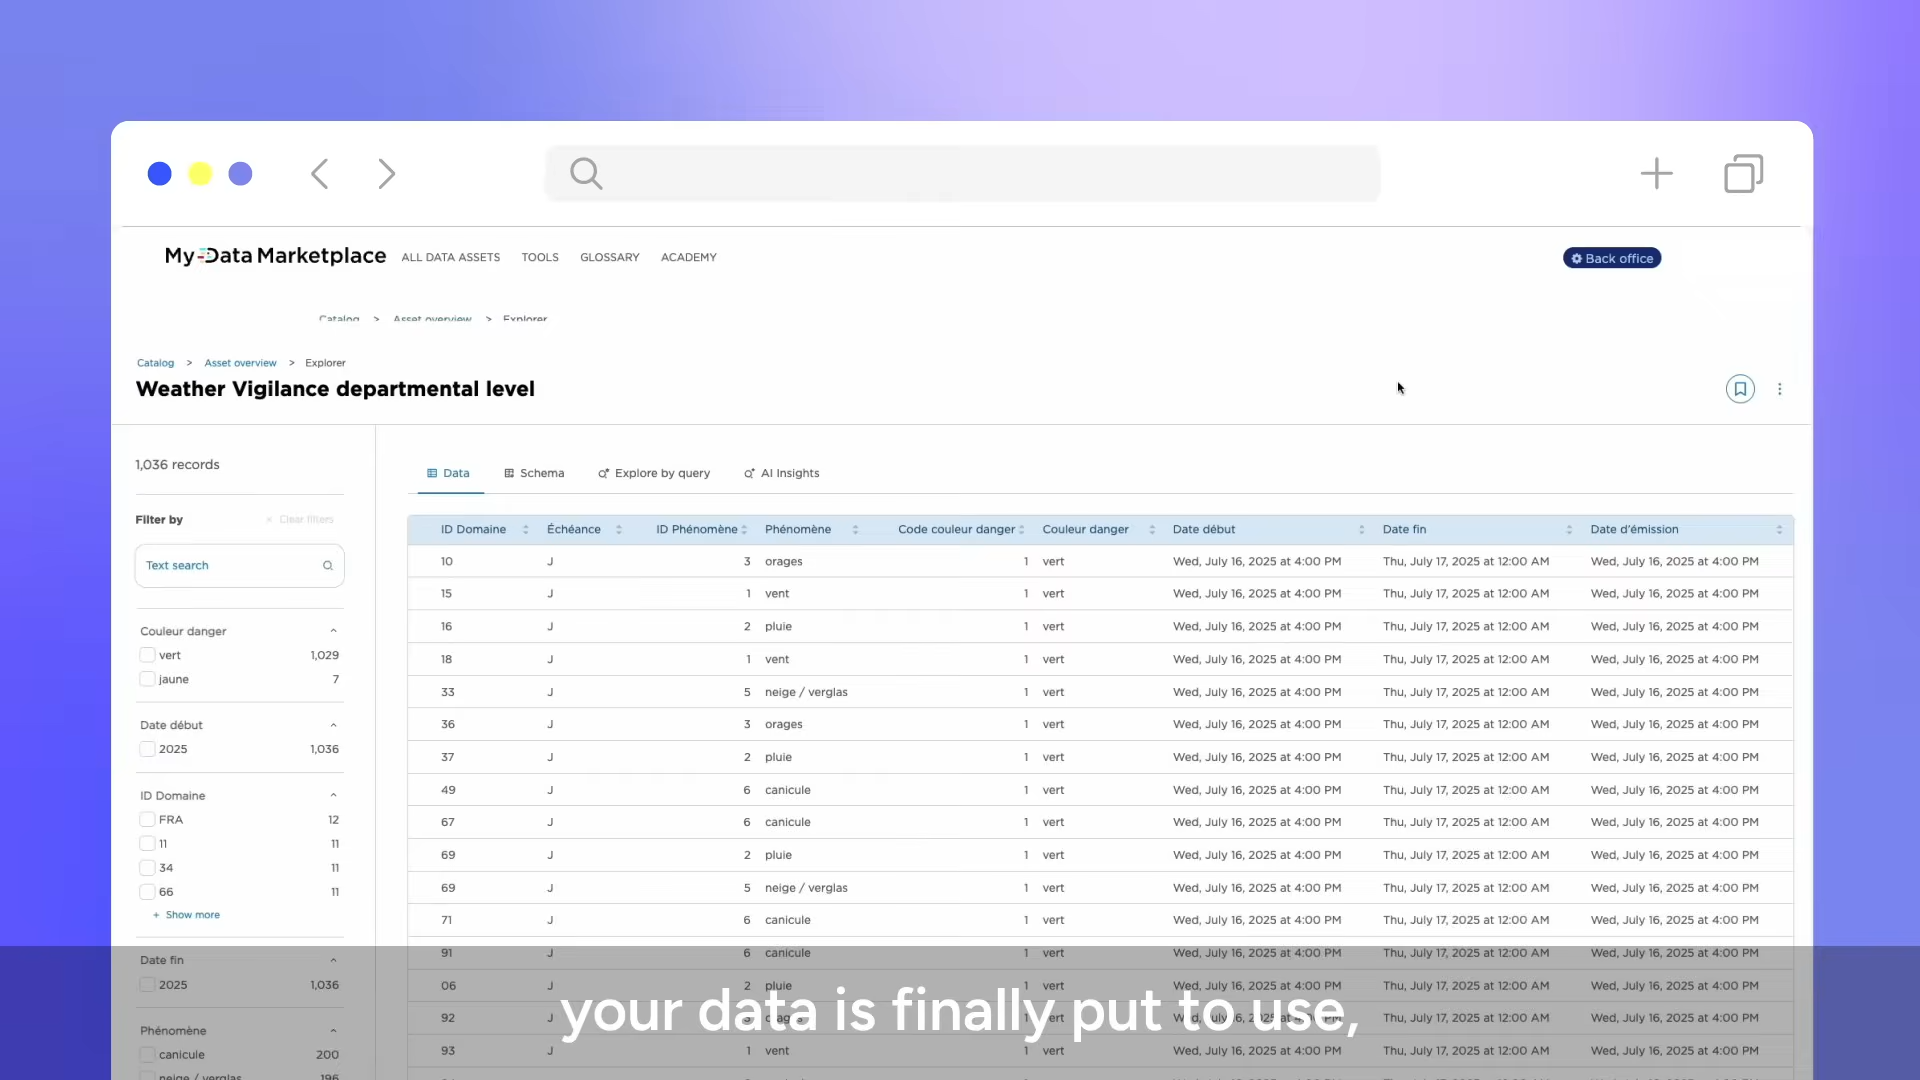 My Data Marketplace ALL DATA ASSETS TOOLS GLOSSARY ACADEMY Back office
Catalog > Asset overview > Explorer
Catalog > Asset overview > Explorer
Weather Vigilance departmental level
1,036 records
Filter by × Clear filters
Text search
Couleur danger
vert 1,029
jaune 7
Date début
2025 1,036
ID Domaine
FRA 12
11 11
34 11
66 11
+ Show more
Date fin
2025 1,036
Phénomène
canicule 200
neige / verglas 196
Data Schema Explore by query AI Insights
ID Domaine Échéance ID Phénomène Phénomène Code couleur danger Couleur danger Date début Date fin Date d'émission
10 J 3 orages 1 vert Wed, July 16, 2025 at 4:00 PM Thu, July 17, 2025 at 12:00 AM Wed, July 16, 2025 at 4:00 PM
15 J 1 vent 1 vert Wed, July 16, 2025 at 4:00 PM Thu, July 17, 2025 at 12:00 AM Wed, July 16, 2025 at 4:00 PM
16 J 2 pluie 1 vert Wed, July 16, 2025 at 4:00 PM Thu, July 17, 2025 at 12:00 AM Wed, July 16, 2025 at 4:00 PM
18 J 1 vent 1 vert Wed, July 16, 2025 at 4:00 PM Thu, July 17, 2025 at 12:00 AM Wed, July 16, 2025 at 4:00 PM
33 J 5 neige / verglas 1 vert Wed, July 16, 2025 at 4:00 PM Thu, July 17, 2025 at 12:00 AM Wed, July 16, 2025 at 4:00 PM
36 J 3 orages 1 vert Wed, July 16, 2025 at 4:00 PM Thu, July 17, 2025 at 12:00 AM Wed, July 16, 2025 at 4:00 PM
37 J 2 pluie 1 vert Wed, July 16, 2025 at 4:00 PM Thu, July 17, 2025 at 12:00 AM Wed, July 16, 2025 at 4:00 PM
49 J 6 canicule 1 vert Wed, July 16, 2025 at 4:00 PM Thu, July 17, 2025 at 12:00 AM Wed, July 16, 2025 at 4:00 PM
67 J 6 canicule 1 vert Wed, July 16, 2025 at 4:00 PM Thu, July 17, 2025 at 12:00 AM Wed, July 16, 2025 at 4:00 PM
69 J 2 pluie 1 vert Wed, July 16, 2025 at 4:00 PM Thu, July 17, 2025 at 12:00 AM Wed, July 16, 2025 at 4:00 PM
69 J 5 neige / verglas 1 vert Wed, July 16, 2025 at 4:00 PM Thu, July 17, 2025 at 12:00 AM Wed, July 16, 2025 at 4:00 PM
71 J 6 canicule 1 vert Wed, July 16, 2025 at 4:00 PM Thu, July 17, 2025 at 12:00 AM Wed, July 16, 2025 at 4:00 PM
91 J 6 canicule 1 vert Wed, July 16, 2025 at 4:00 PM Thu, July 17, 2025 at 12:00 AM Wed, July 16, 2025 at 4:00 PM
06 J 2 pluie 1 vert Wed, July 16, 2025 at 4:00 PM Thu, July 17, 2025 at 12:00 AM Wed, July 16, 2025 at 4:00 PM
92 J 3 orages 1 vert Wed, July 16, 2025 at 4:00 PM Thu, July 17, 2025 at 12:00 AM Wed, July 16, 2025 at 4:00 PM
93 J 1 vent 1 vert Wed, July 16, 2025 at 4:00 PM Thu, July 17, 2025 at 12:00 AM Wed, July 16, 2025 at 4:00 PM
your data is finally put to use,